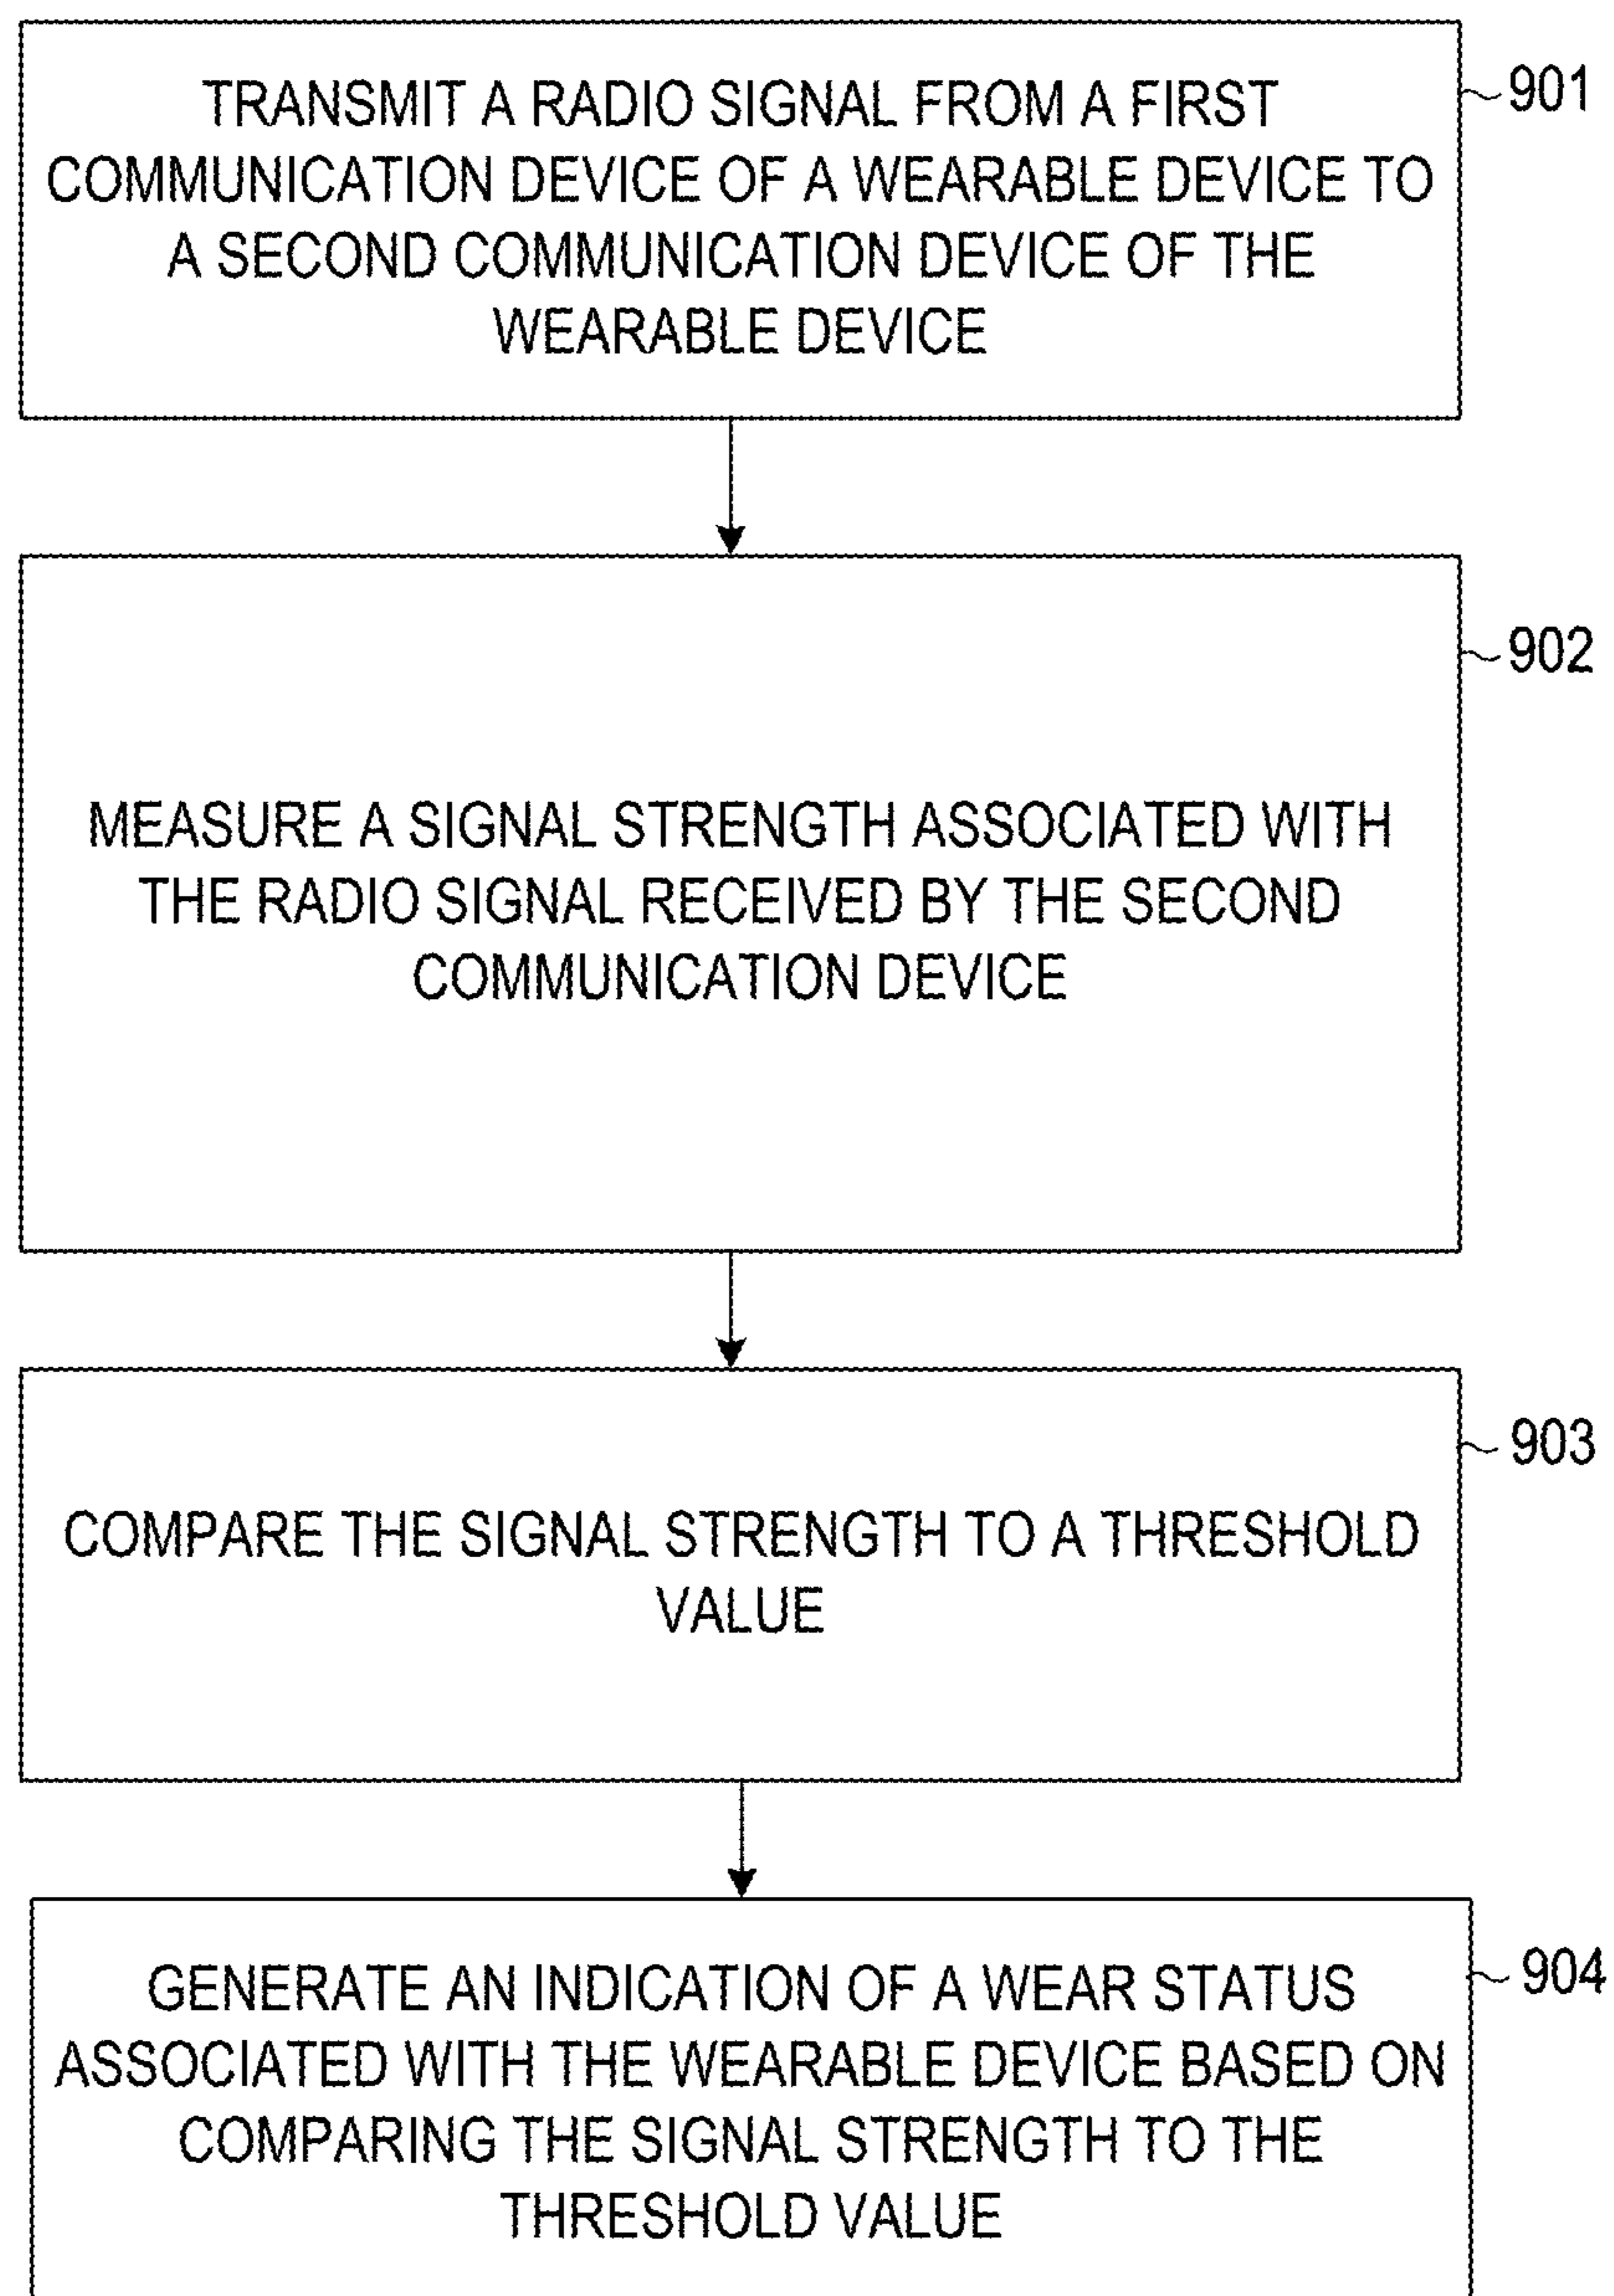 TRANSMIT A RADIO SIGNAL FROM A FIRST
COMMUNICATION DEVICE OF A WEARABLE DEVICE TO
A SECOND COMMUNICATION DEVICE OF THE
WEARABLE DEVICE
901
902
MEASURE A SIGNAL STRENGTH ASSOCIATED WITH
THE RADIO SIGNAL RECEIVED BY THE SECOND
COMMUNICATION DEVICE
903
COMPARE THE SIGNAL STRENGTH TO A THRESHOLD
VALUE
904
GENERATE AN INDICATION OF A WEAR STATUS
ASSOCIATED WITH THE WEARABLE DEVICE BASED ON
COMPARING THE SIGNAL STRENGTH TO THE
THRESHOLD VALUE